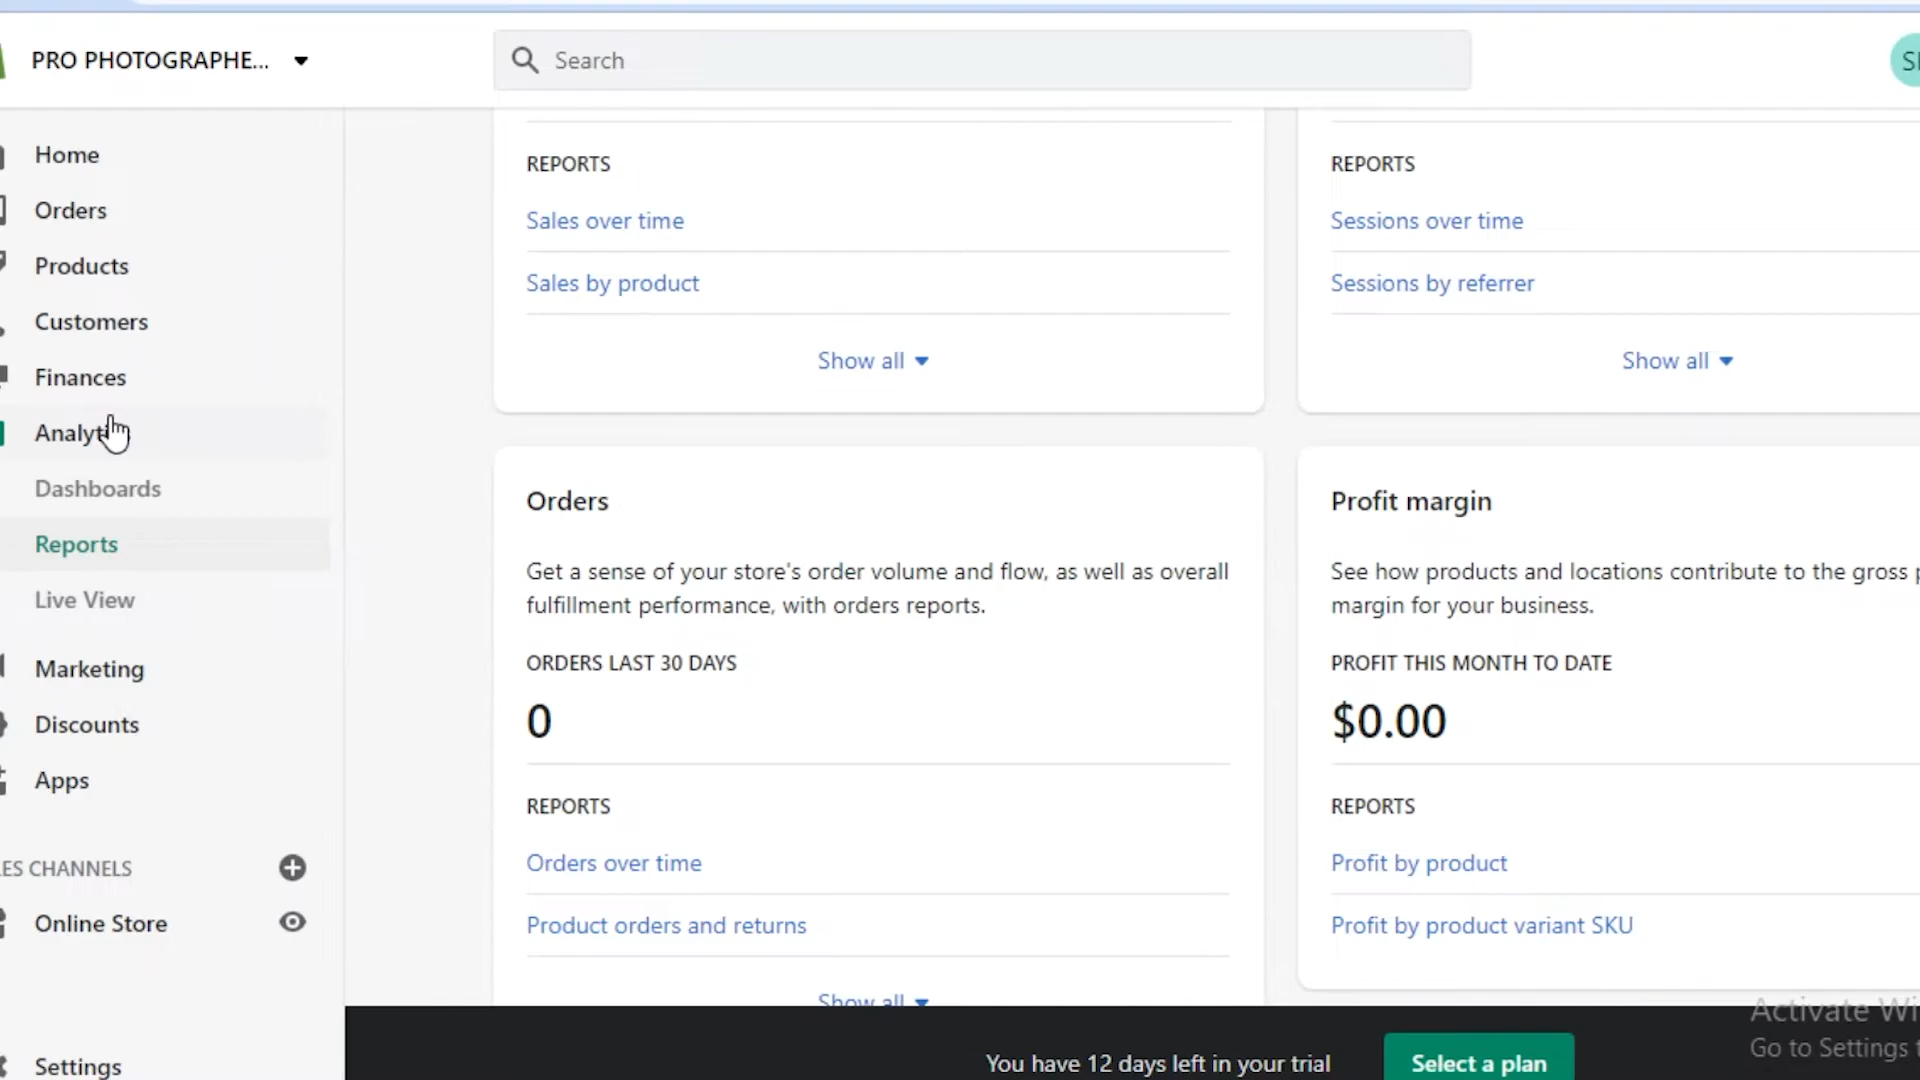 PRO PHOTOGRAPHE...
Search
Home
Orders
Products
Customers
Finances
Dashboards
Reports
Live View
Marketing
Discounts
Apps
CHANNELS
Online Store
Settings
REPORTS
Sales over time
Sales by product
Show all
REPORTS
Sessions over time
Sessions by referrer
Show all
Orders
Get a sense of your store's order volume and flow, as well as overall
fulfillment performance, with orders reports.
ORDERS LAST 30 DAYS
0
REPORTS
Orders over time
Product orders and returns
Show all
Profit margin
See how products and locations contribute to the gross
margin for your business.
PROFIT THIS MONTH TO DATE
$0.00
REPORTS
Profit by product
Profit by product variant SKU
You have 12 days left in your trial
Select a plan
Activate
Go to Settings